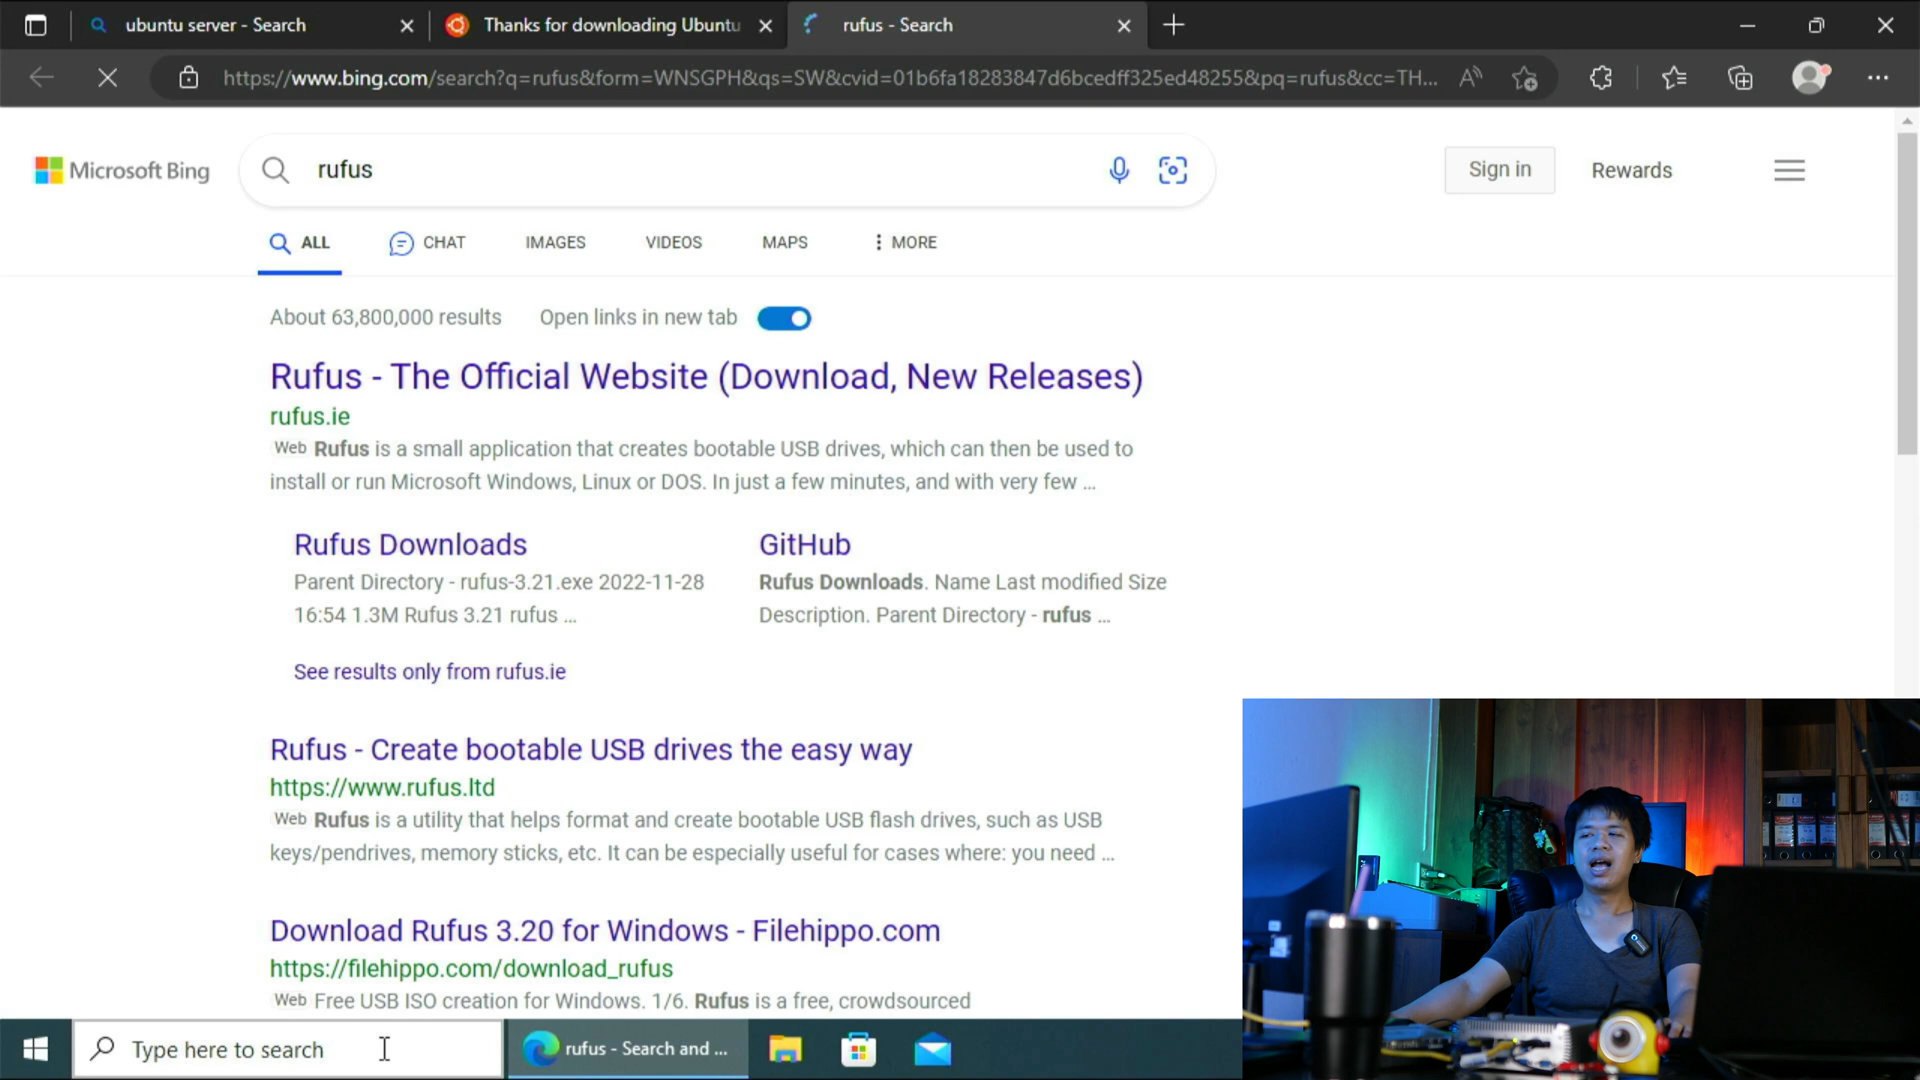 ubuntu server - Search
Thanks for downloading Ubuntu
rufus - Search
https://www.bing.com/search?q=rufus&form=WNSGPH&qs=SW&cvid=01b6fa18283847d6bcedff325ed48255&pq=rufus&cc=TH...
Microsoft Bing
rufus
Sign in
Rewards
ALL
CHAT
IMAGES
VIDEOS
MAPS
MORE
About 63,800,000 results
Open links in new tab
Rufus - The Official Website (Download, New Releases)
rufus.ie
Web Rufus is a small application that creates bootable USB drives, which can then be used to
install or run Microsoft Windows, Linux or DOS. In just a few minutes, and with very few ...
Rufus Downloads
Parent Directory - rufus-3.21.exe 2022-11-28
16:54 1.3M Rufus 3.21 rufus ...
GitHub
Rufus Downloads. Name Last modified Size
Description. Parent Directory - rufus ...
See results only from rufus.ie
Rufus - Create bootable USB drives the easy way
https://www.rufus.ltd
Web Rufus is a utility that helps format and create bootable USB flash drives, such as USB
keys/pendrives, memory sticks, etc. It can be especially useful for cases where: you need ...
Download Rufus 3.20 for Windows - Filehippo.com
https://filehippo.com/download_rufus
Web Free USB ISO creation for Windows. 1/6. Rufus is a free, crowdsourced
Type here to search
rufus - Search and ...